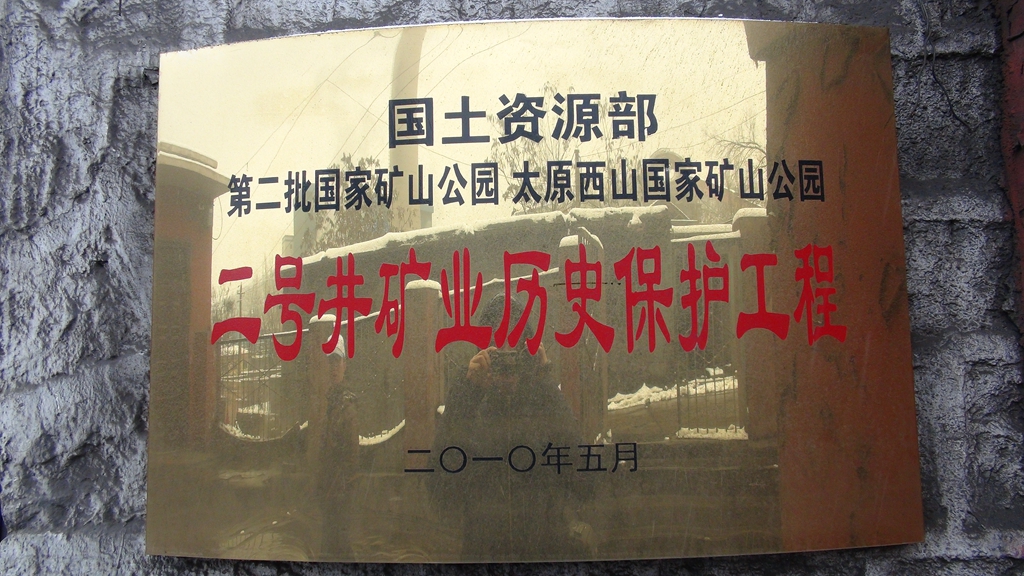 国土资源部
第二批国家矿山公园 太原西山国家矿山公园
二号井矿业历史保护工程
二〇一〇年五月